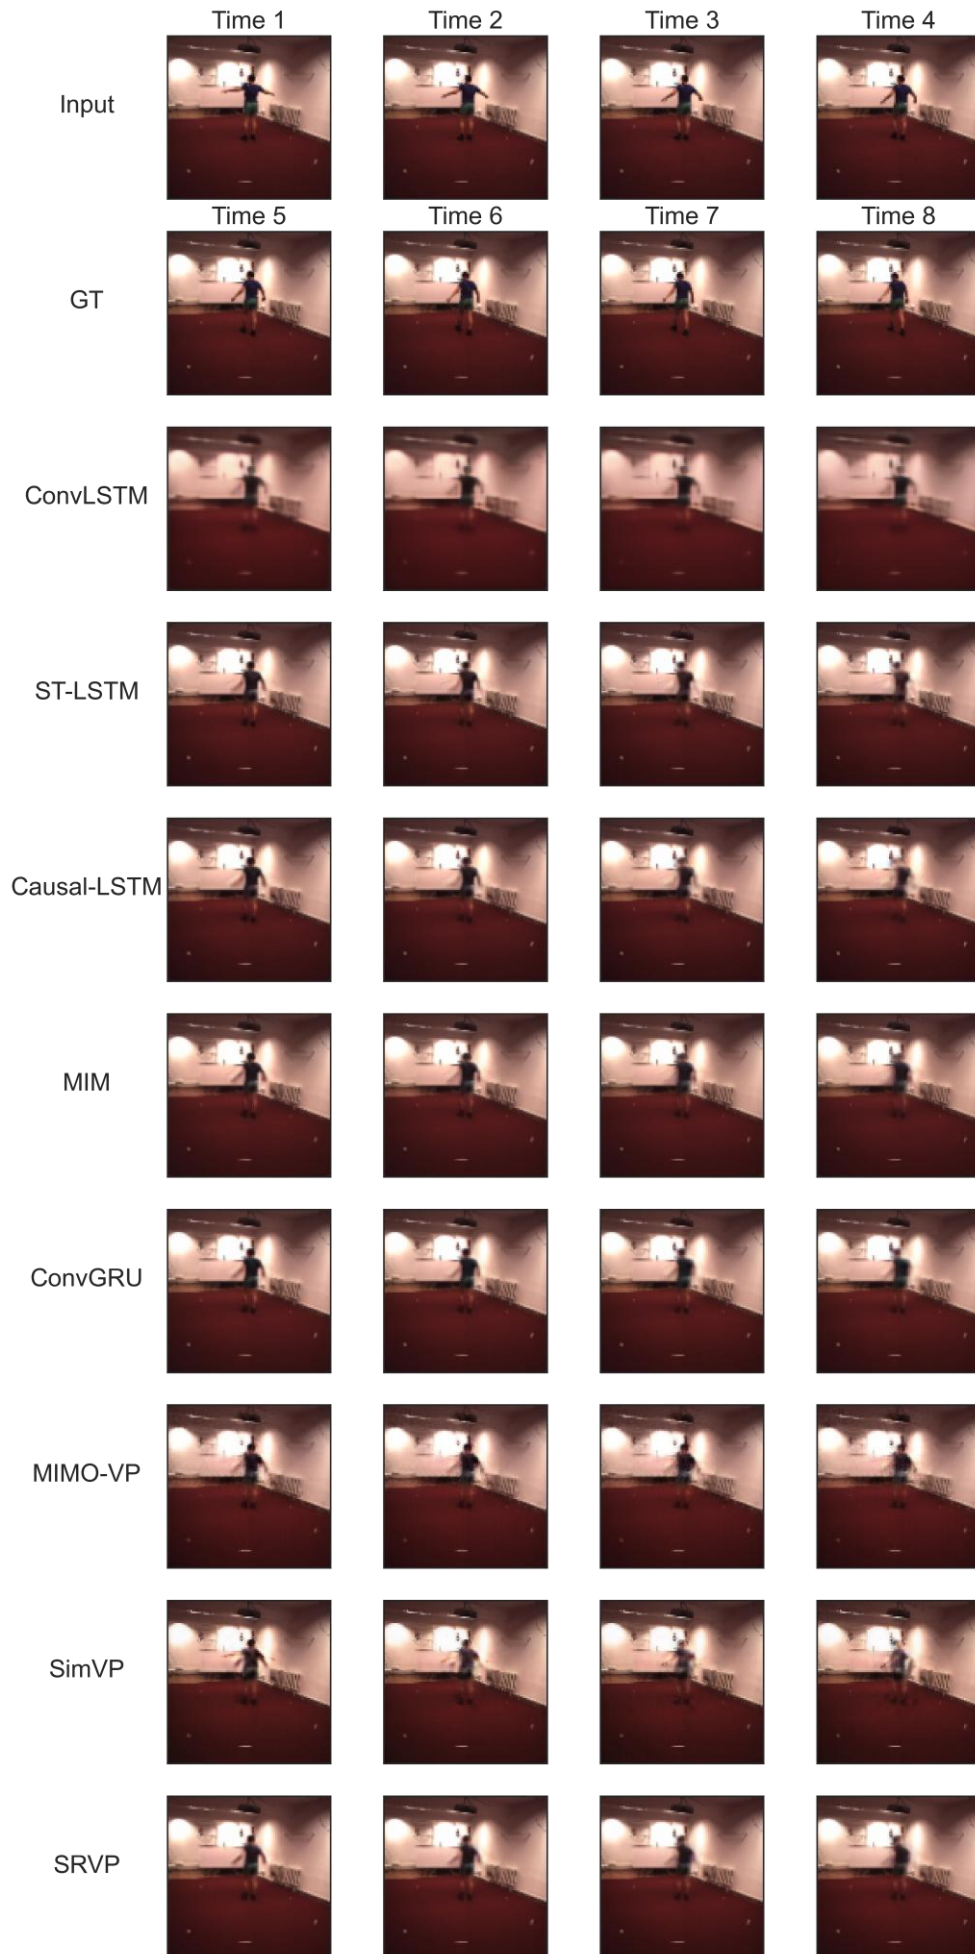 Time 1 Time 2 Time 3 Time 4
Input
Time 5 Time 6 Time 7 Time 8
GT
ConvLSTM
ST-LSTM
Causal-LSTM
MIM
ConvGRU
MIMO-VP
SimVP
SRVP